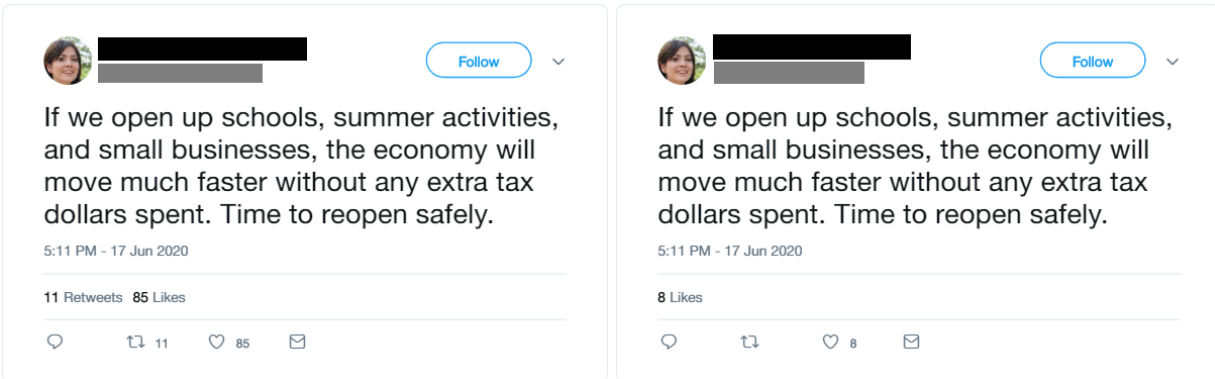 Follow
If we open up schools, summer activities,
and small businesses, the economy will
move much faster without any extra tax
dollars spent. Time to reopen safely.
5:11 PM - 17 Jun 2020
11 Retweets 85 Likes
11 85
Follow
If we open up schools, summer activities,
and small businesses, the economy will
move much faster without any extra tax
dollars spent. Time to reopen safely.
5:11 PM - 17 Jun 2020
8 Likes
8